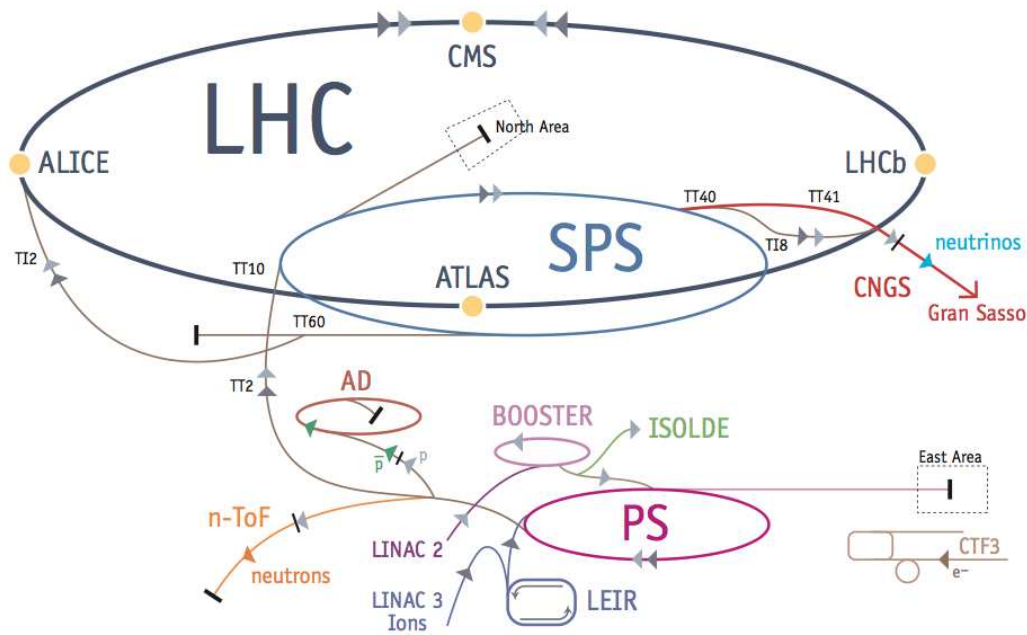 CMS
LHC
North Area
ALICE
LHCb
TT40
TT41
SPS
TI8
neutrinos
TI2
TT10
ATLAS
CNGS
Gran Sasso
TT60
TT2
AD
BOOSTER
ISOLDE
p̅
p
East Area
n-ToF
PS
LINAC 2
neutrons
CTF3
e−
LINAC 3
Ions
LEIR